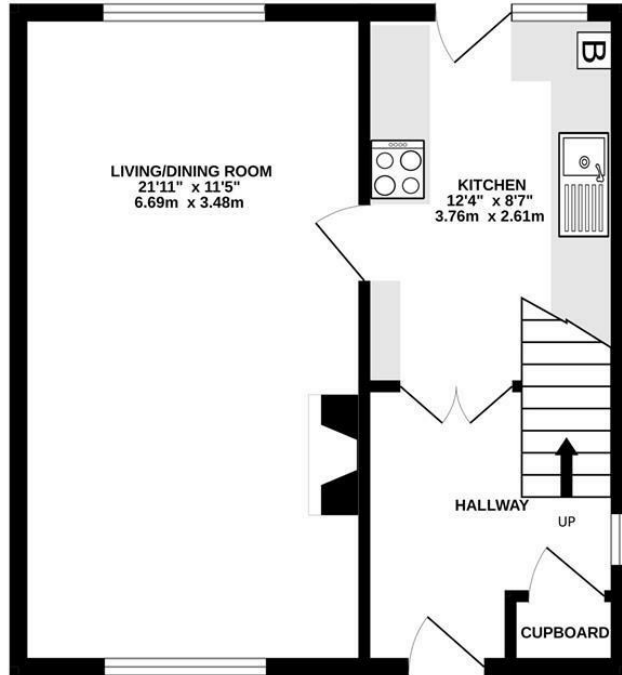 LIVING/DINING ROOM
21'11" x 11'5"
6.69m x 3.48m
B
KITCHEN
12'4" x 8'7"
3.76m x 2.61m
HALLWAY
UP
CUPBOARD